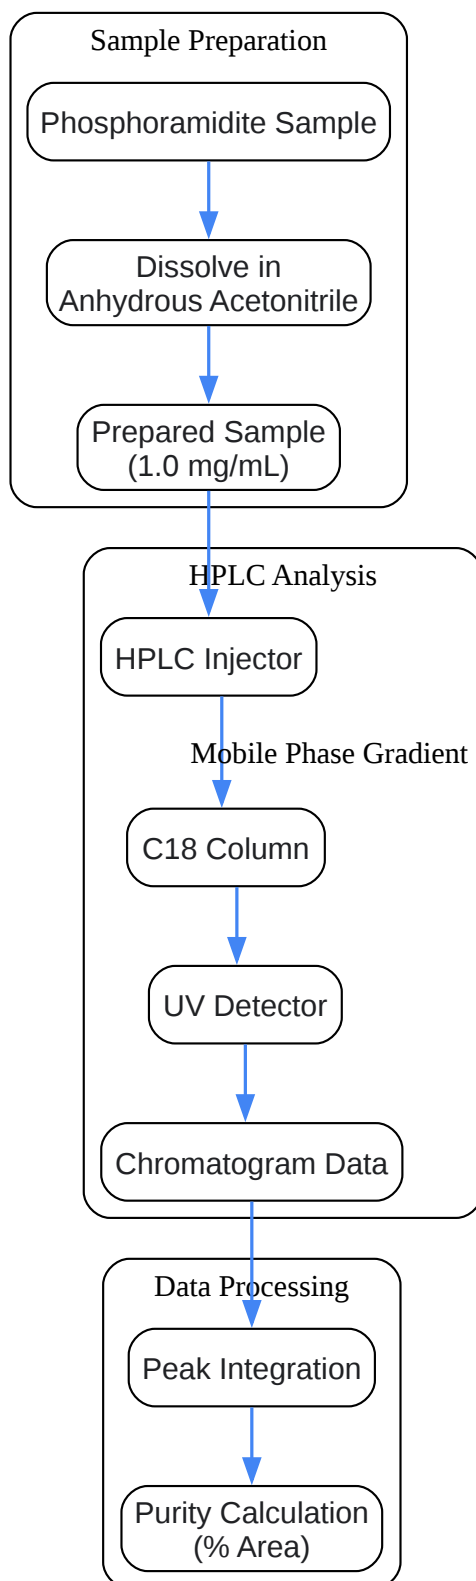 Sample Preparation
Phosphoramidite Sample
Dissolve in
Anhydrous Acetonitrile
Prepared Sample
(1.0 mg/mL)
HPLC Analysis
HPLC Injector
Mobile Phase Gradient
C18 Column
UV Detector
Chromatogram Data
Data Processing
Peak Integration
Purity Calculation
(% Area)